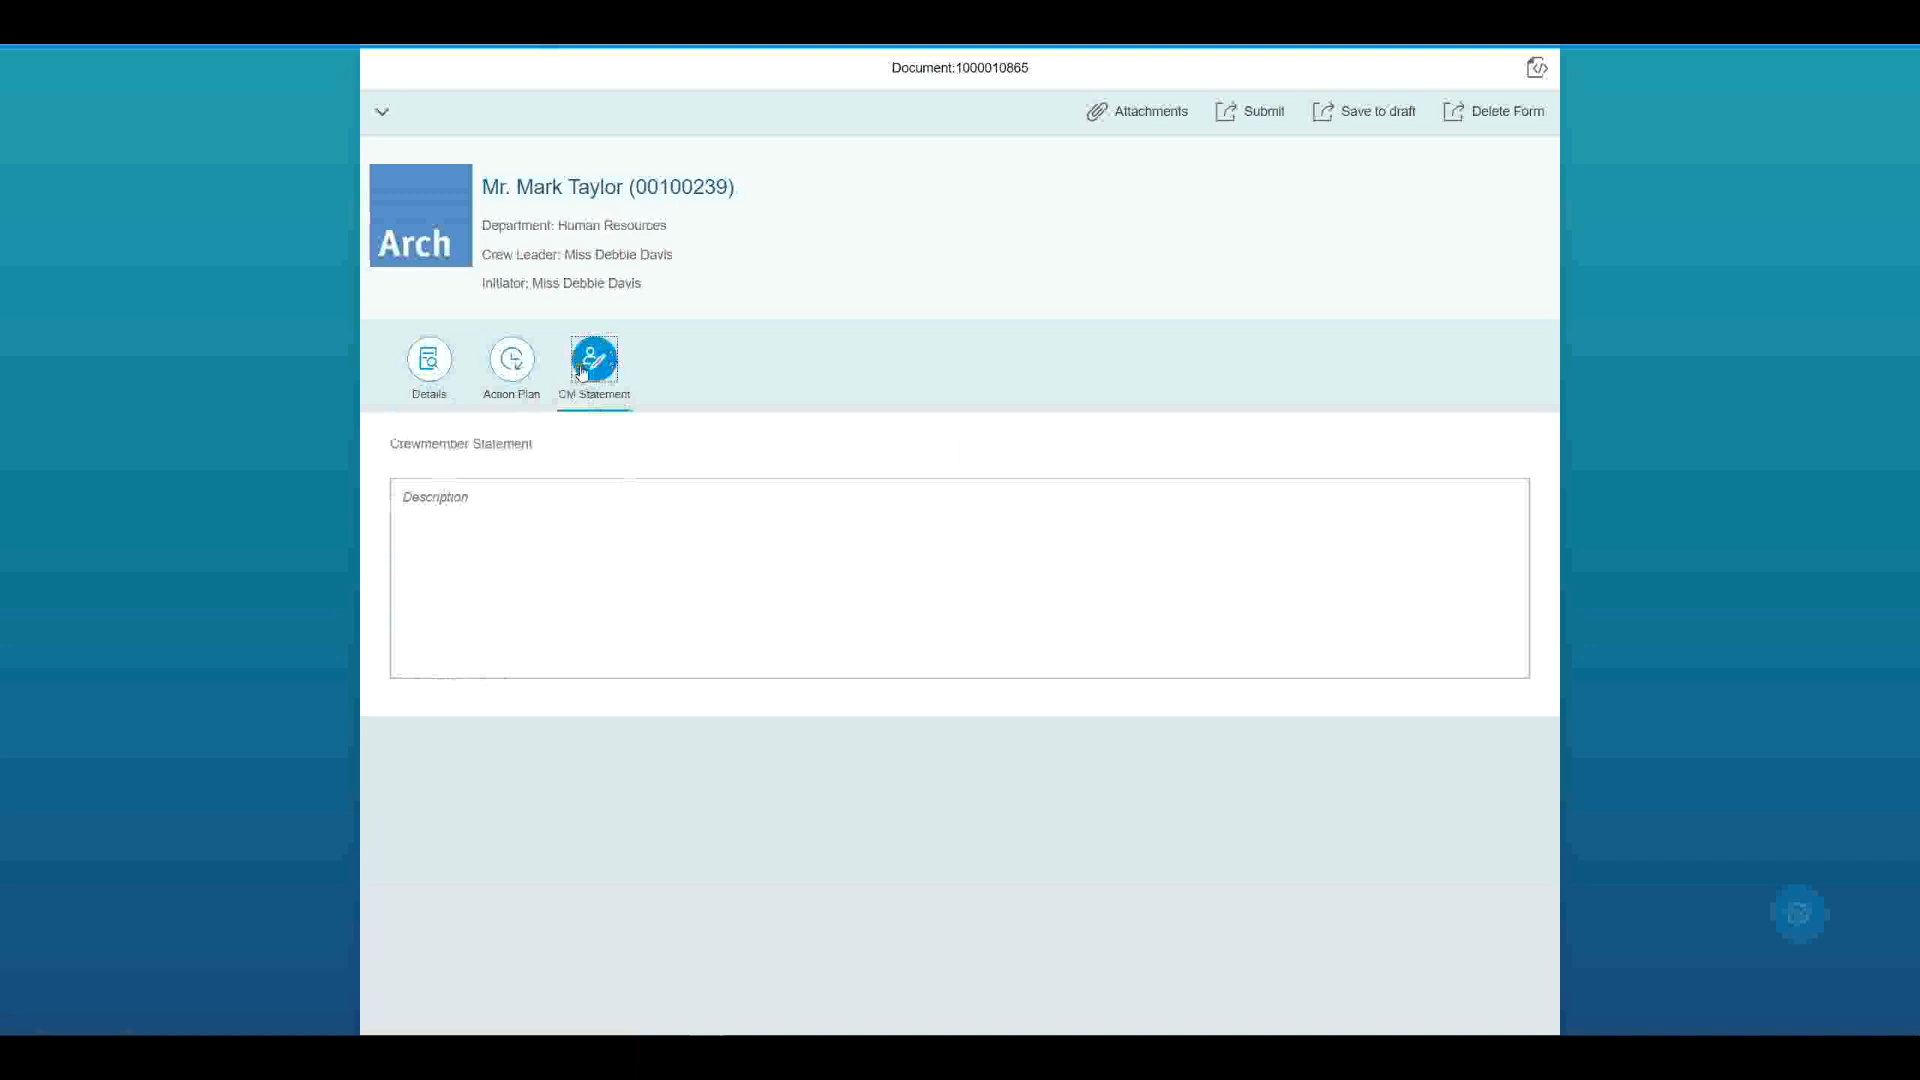 Document:1000010865
Attachments
Submit
Save to draft
Delete Form
Arch
Mr. Mark Taylor (00100239)
Department: Human Resources
Crew Leader: Miss Debbie Davis
Initiator: Miss Debbie Davis
Details
Action Plan
CM Statement
Crewmember Statement
Description